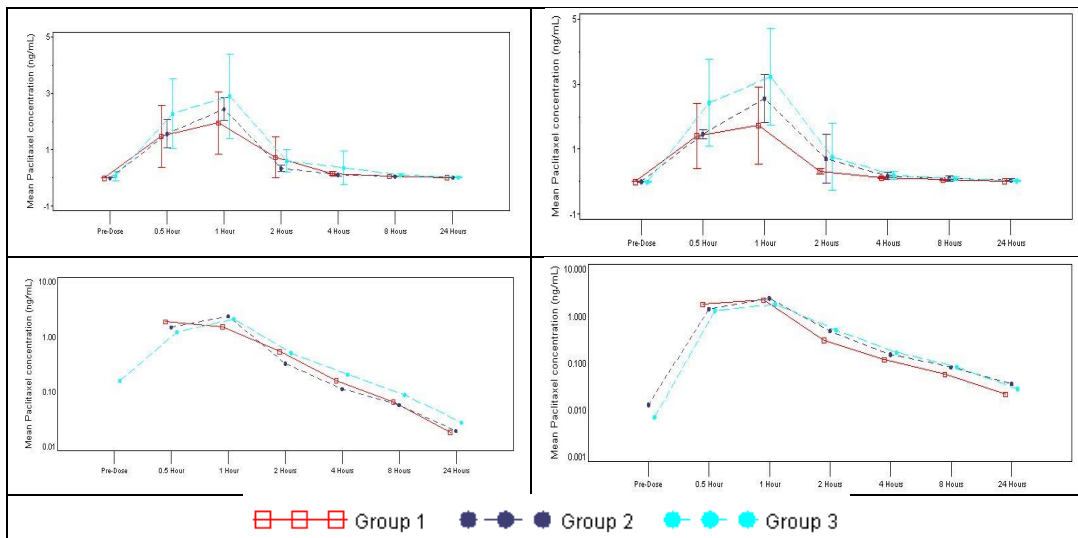 Mean Paclitaxel concentration (ng/mL)
5
3
1
-1
Pre-Dose 0.5 Hour 1 Hour 2 Hours 4 Hours 8 Hours 24 Hours
Mean Paclitaxel concentration (ng/mL)
5
3
1
-1
Pre-Dose 0.5 Hour 1 Hour 2 Hours 4 Hours 8 Hours 24 Hours
Mean Paclitaxel concentration (ng/mL)
10.00
1.00
0.10
0.01
Pre-Dose 0.5 Hour 1 Hour 2 Hours 4 Hours 8 Hours 24 Hours
Mean Paclitaxel concentration (ng/mL)
10.000
1.000
0.100
0.010
0.001
Pre-Dose 0.5 Hour 1 Hour 2 Hours 4 Hours 8 Hours 24 Hours
Group 1 Group 2 Group 3